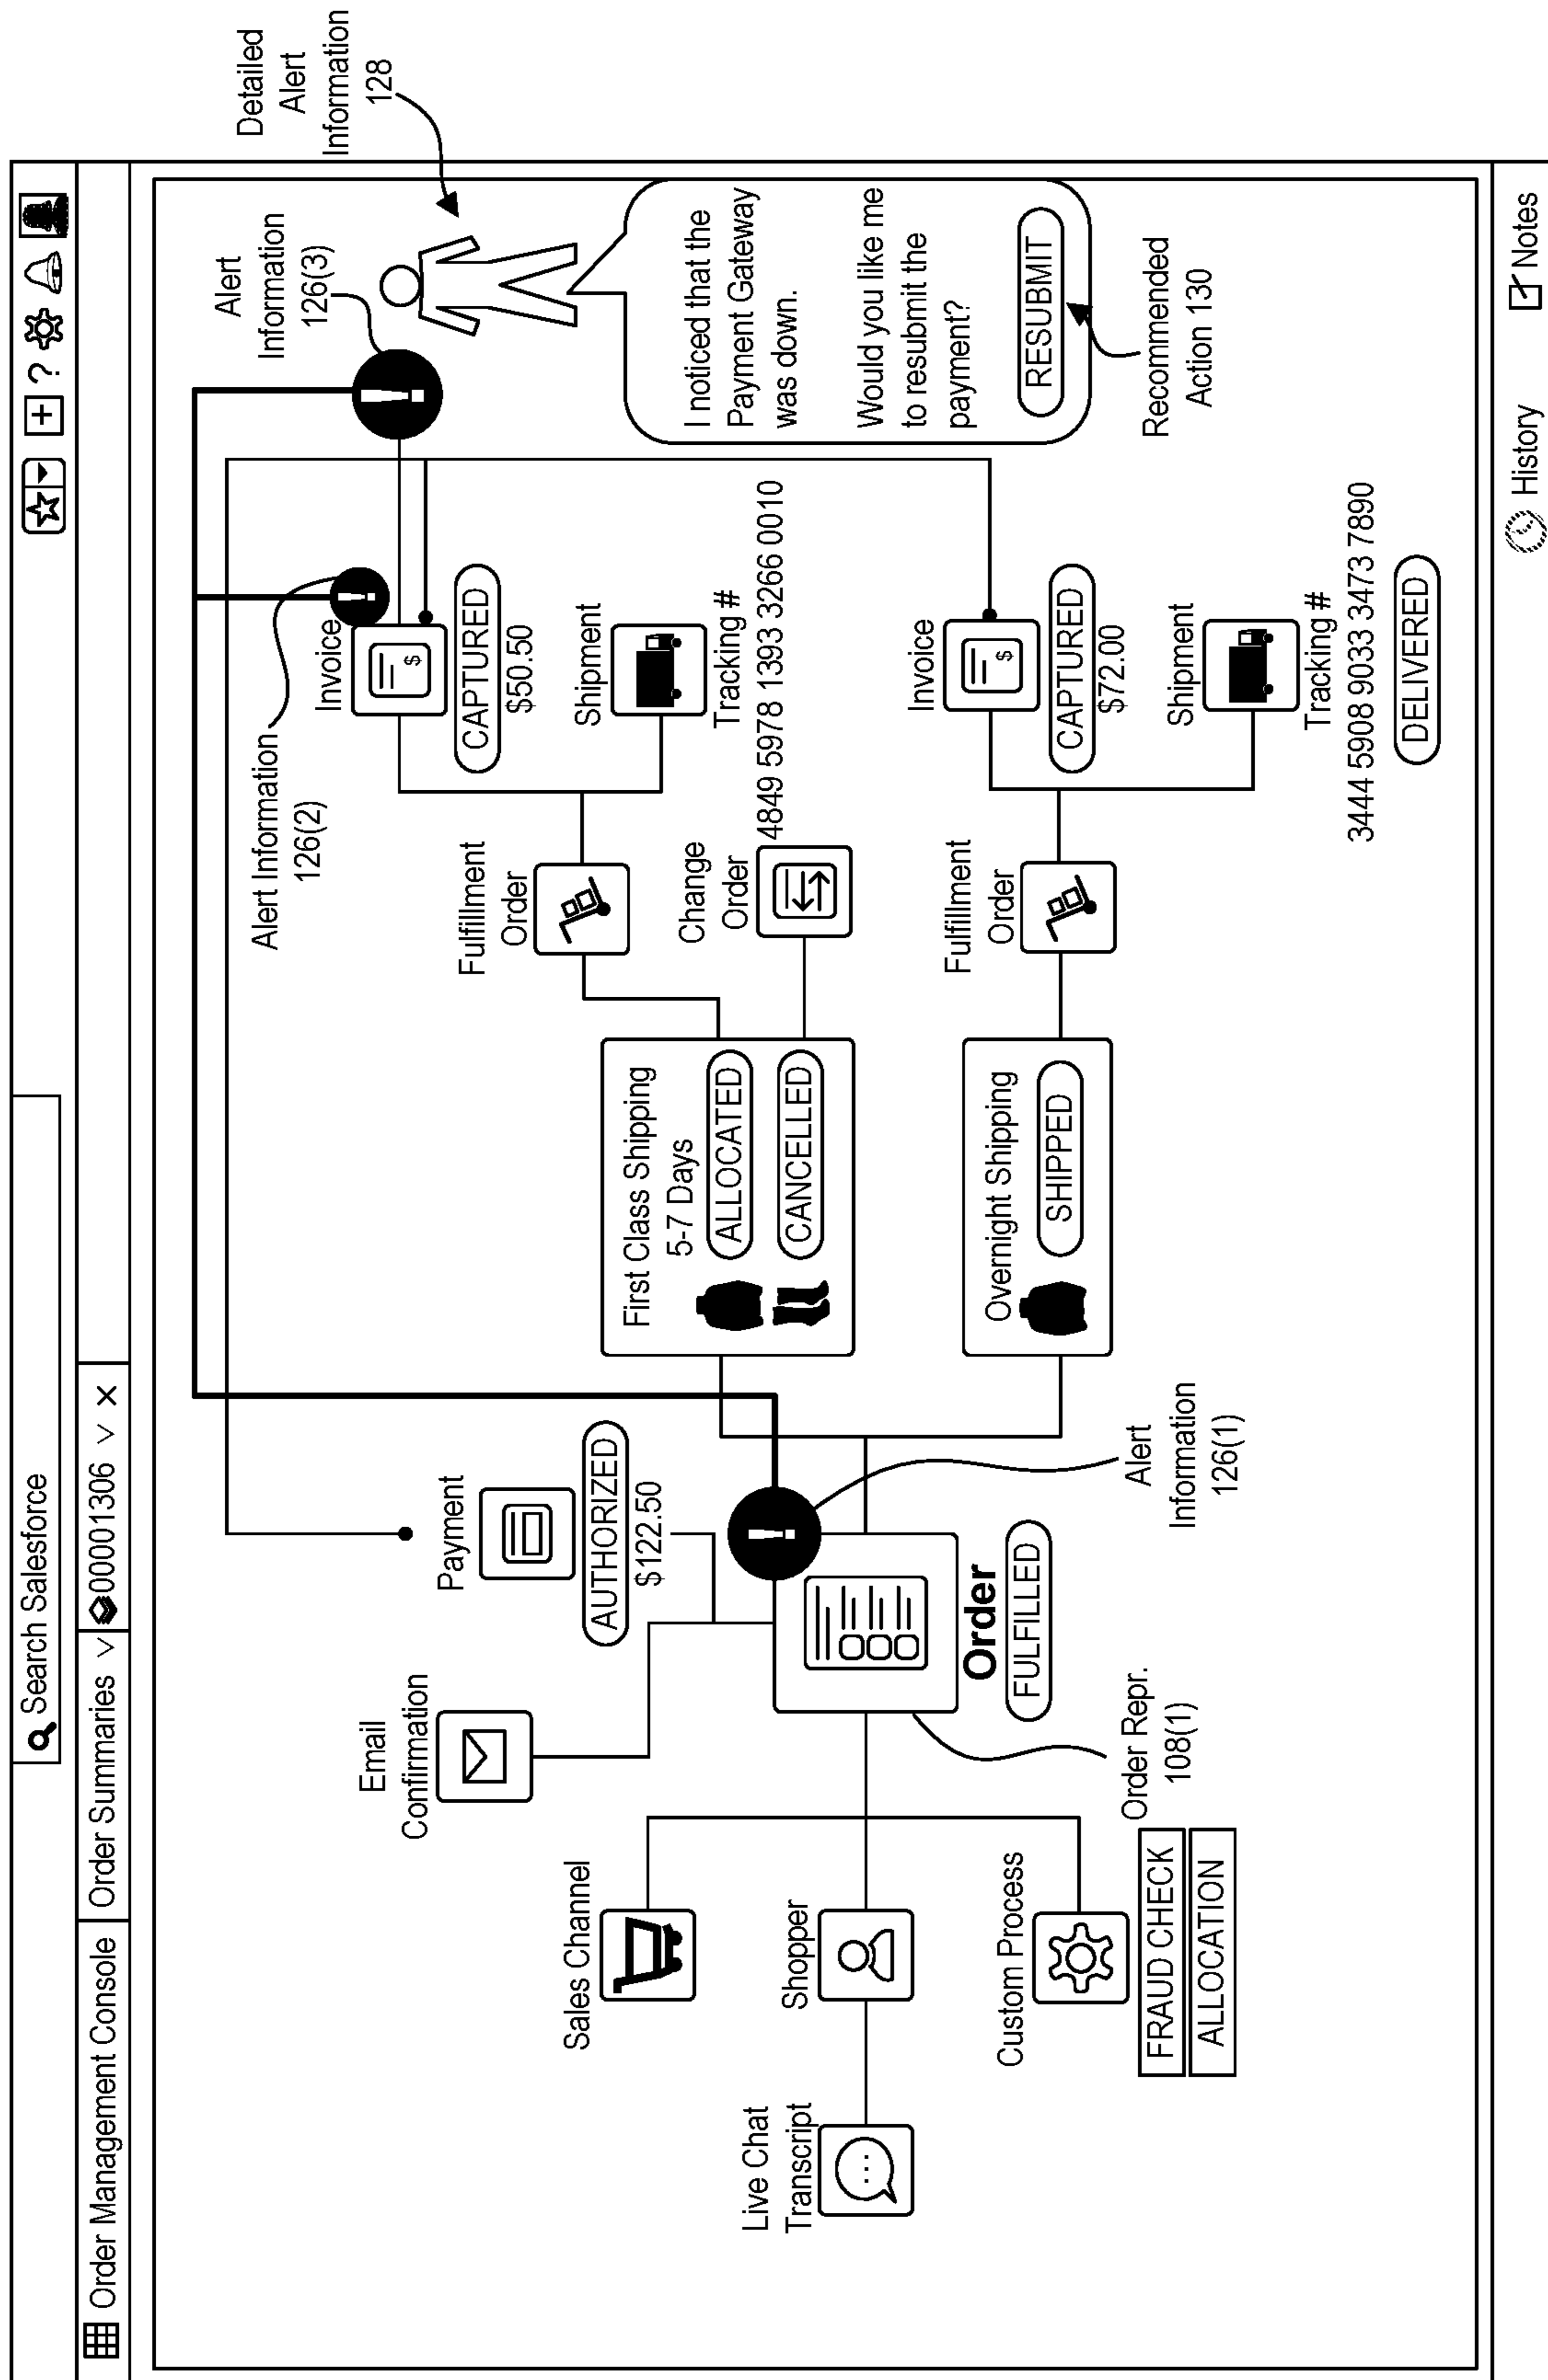 Search Salesforce
?
Order Management Console
Order Summaries
00001306
Detailed
Alert
Information
128
Alert
Information
126(3)
Alert Information
126(2)
Email
Confirmation
Payment
AUTHORIZED
$122.50
Invoice
$
CAPTURED
$50.50
Shipment
Tracking #
4849 5978 1393 3266 0010
Fulfillment
Order
Change
Order
First Class Shipping
5-7 Days
ALLOCATED
CANCELLED
I noticed that the
Payment Gateway
was down.
Would you like me
to resubmit the
payment?
RESUBMIT
Recommended
Action 130
Sales Channel
Live Chat
Transcript
Shopper
Custom Process
FRAUD CHECK
ALLOCATION
Order
FULFILLED
Order Repr.
108(1)
Alert
Information
126(1)
Overnight Shipping
SHIPPED
Fulfillment
Order
Invoice
$
CAPTURED
$72.00
Shipment
Tracking #
3444 5908 9033 3473 7890
DELIVERED
History
Notes